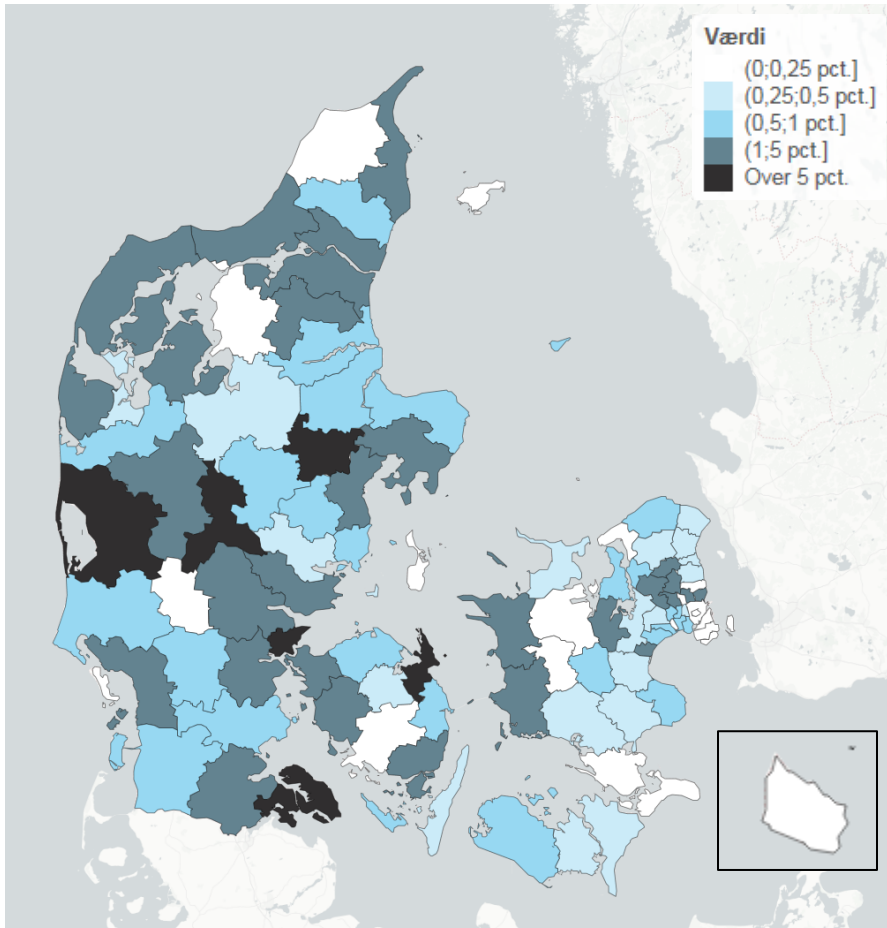 Værdi
(0;0,25 pct.]
(0,25;0,5 pct.]
(0,5;1 pct.]
(1;5 pct.]
Over 5 pct.